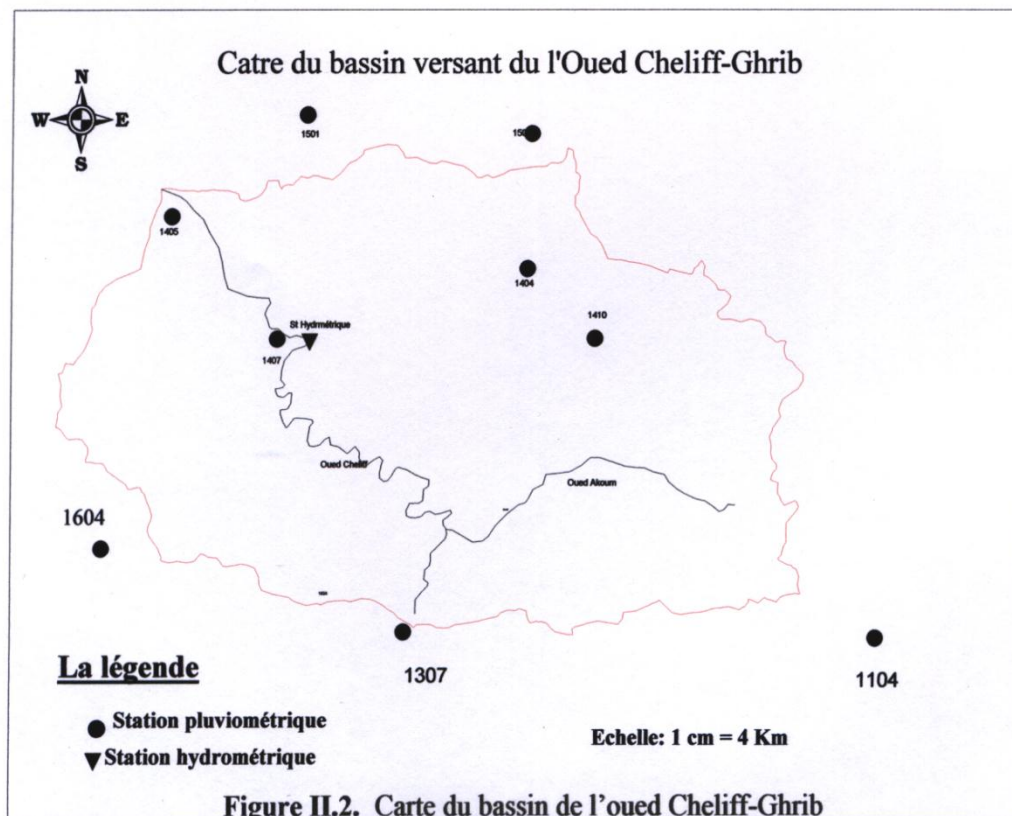 Catre du bassin versant du l'Oued Cheliff-Ghrib
N
W E
S
1501
1405
1404
1410
St Hydrmétrique
1407
Oued Cheliff
Oued Akoum
1604
1307
1104
La légende
Station pluviométrique
Station hydrométrique
Echelle: 1 cm = 4 Km
Figure II.2. Carte du bassin de l'oued Cheliff-Ghrib